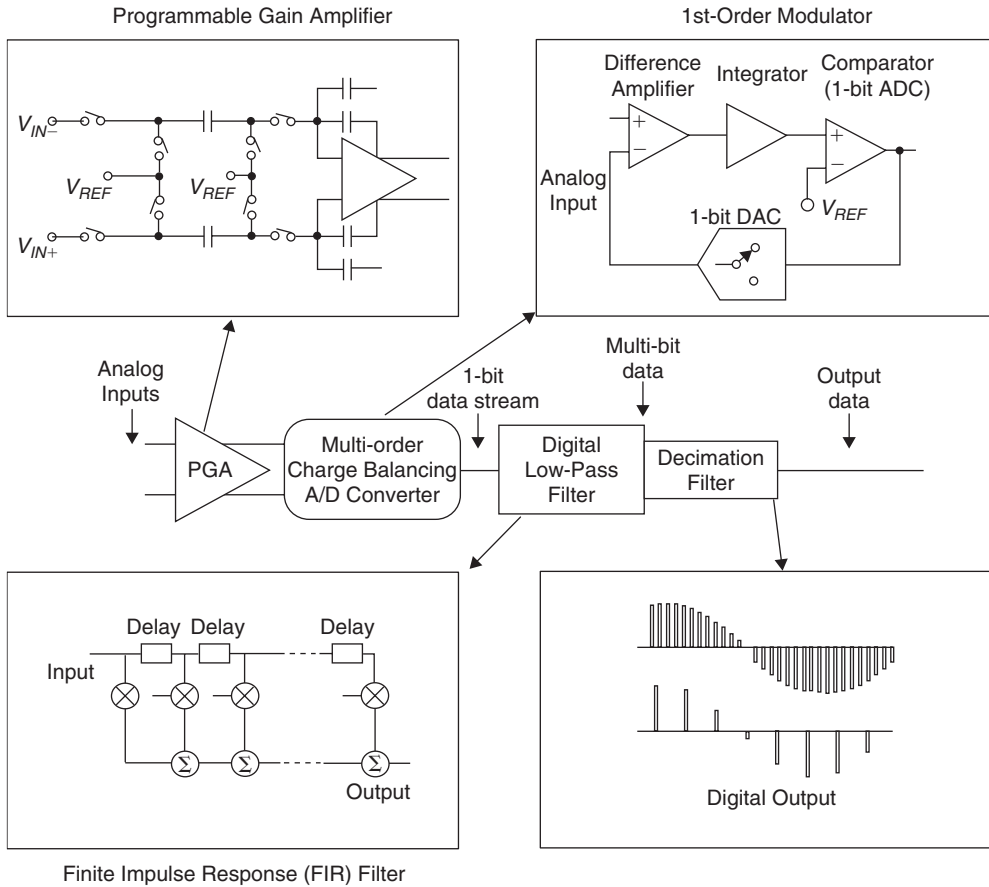 Programmable Gain Amplifier
V_IN−
V_REF
V_REF
V_IN+
1st-Order Modulator
Difference
Amplifier
Integrator
Comparator
(1-bit ADC)
+
−
+
−
Analog
Input
V_REF
1-bit DAC
Analog
Inputs
PGA
Multi-order
Charge Balancing
A/D Converter
1-bit
data stream
Digital
Low-Pass
Filter
Multi-bit
data
Decimation
Filter
Output
data
Delay Delay Delay
Input
Σ Σ Σ
Output
Finite Impulse Response (FIR) Filter
Digital Output